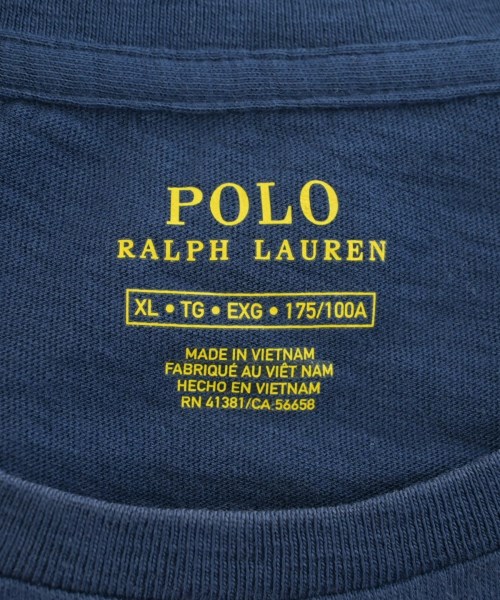 POLO
RALPH LAUREN
XL • TG • EXG • 175/100A
MADE IN VIETNAM
FABRIQUÉ AU VIÊT NAM
HECHO EN VIETNAM
RN 41381/CA 56658